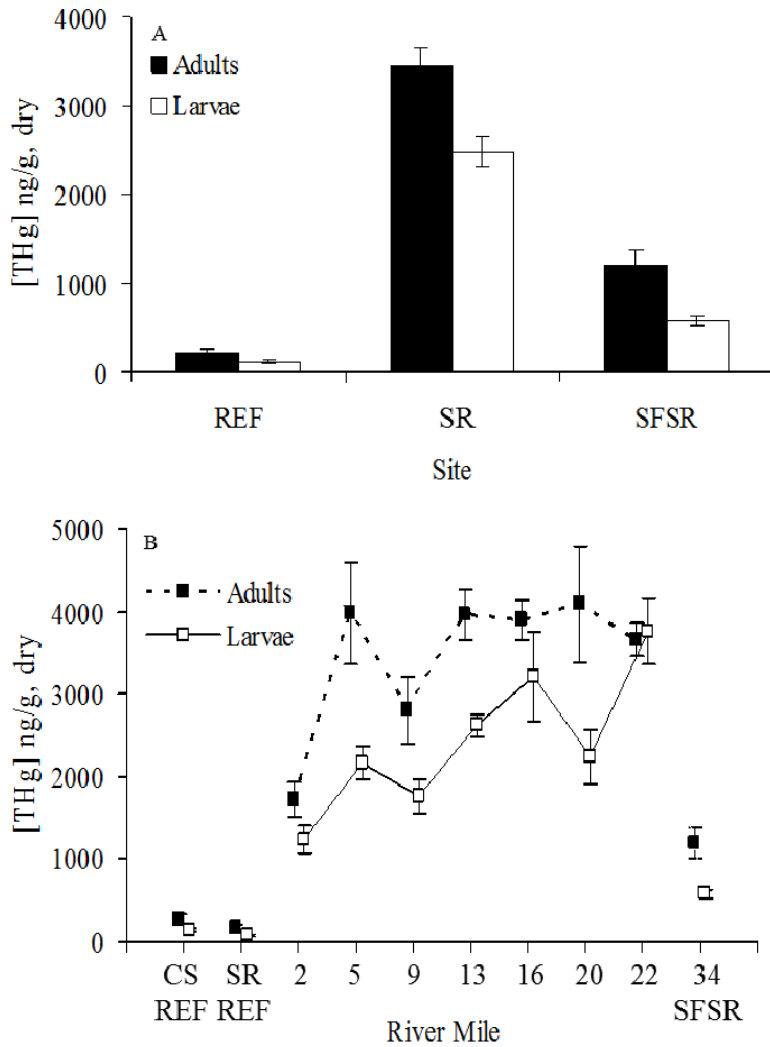 A
Adults
Larvae
[THg] ng/g, dry
4000
3000
2000
1000
0
REF
SR
SFSR
Site
B
Adults
Larvae
[THg] ng/g, dry
5000
4000
3000
2000
1000
0
CS SR 2 5 9 13 16 20 22 34
REF REF SFSR
River Mile